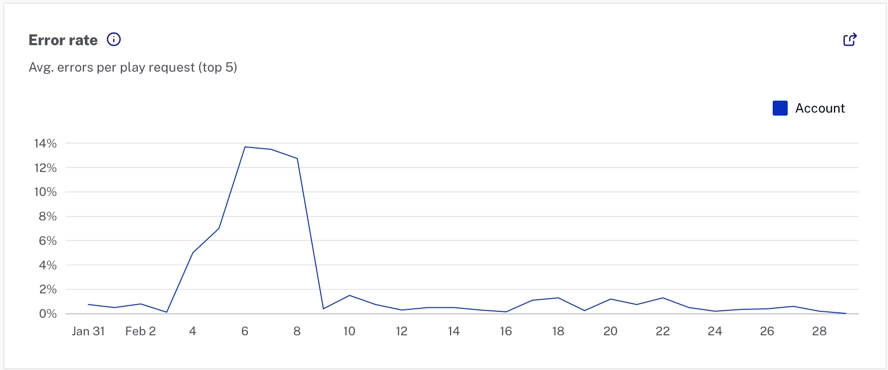 Error rate
Avg. errors per play request (top 5)
Account
14%
12%
10%
8%
6%
4%
2%
0%
Jan 31 Feb 2 4 6 8 10 12 14 16 18 20 22 24 26 28